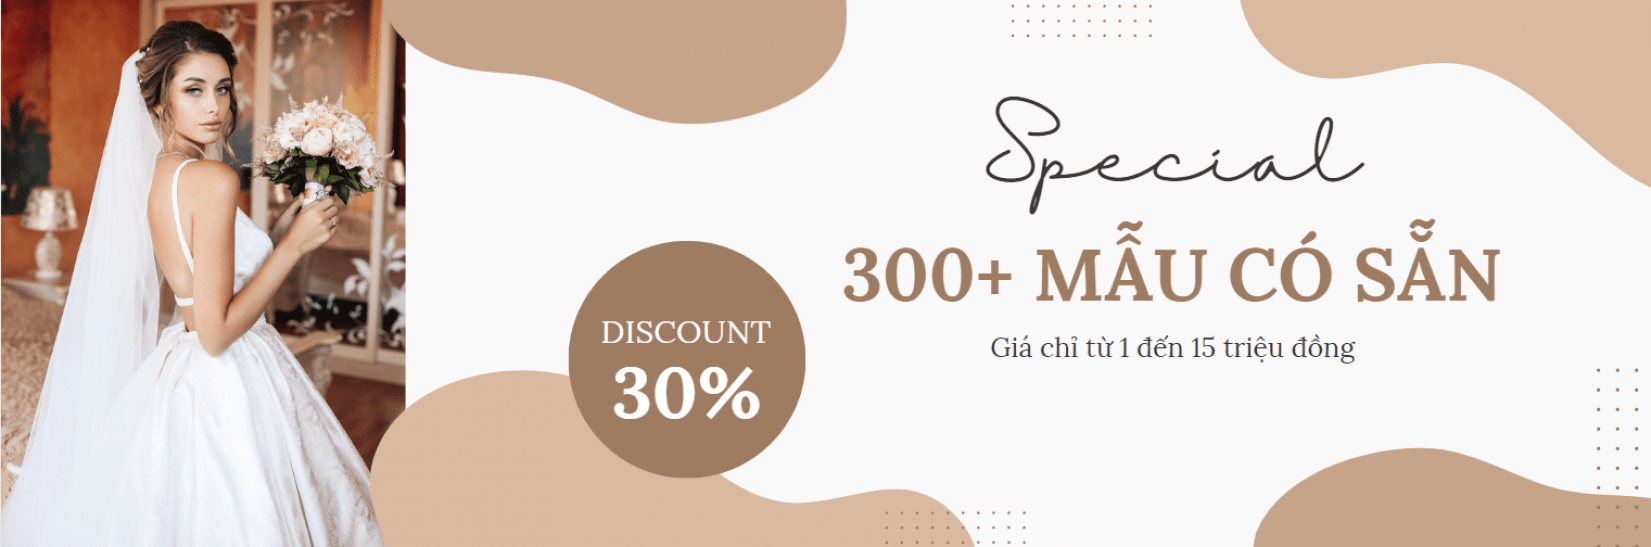 Special
300+ MẪU CÓ SẴN
Giá chỉ từ 1 đến 15 triệu đồng
DISCOUNT
30%